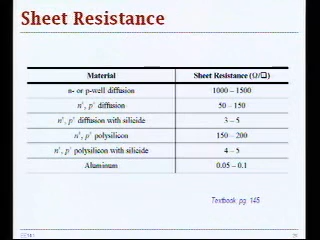 Sheet Resistance
Material Sheet Resistance (Ω/□)
n- or p-well diffusion 1000 – 1500
n⁺, p⁺ diffusion 50 – 150
n⁺, p⁺ diffusion with silicide 3 – 5
n⁺, p⁺ polysilicon 150 – 200
n⁺, p⁺ polysilicon with silicide 4 – 5
Aluminum 0.05 – 0.1
Textbook: pg. 145